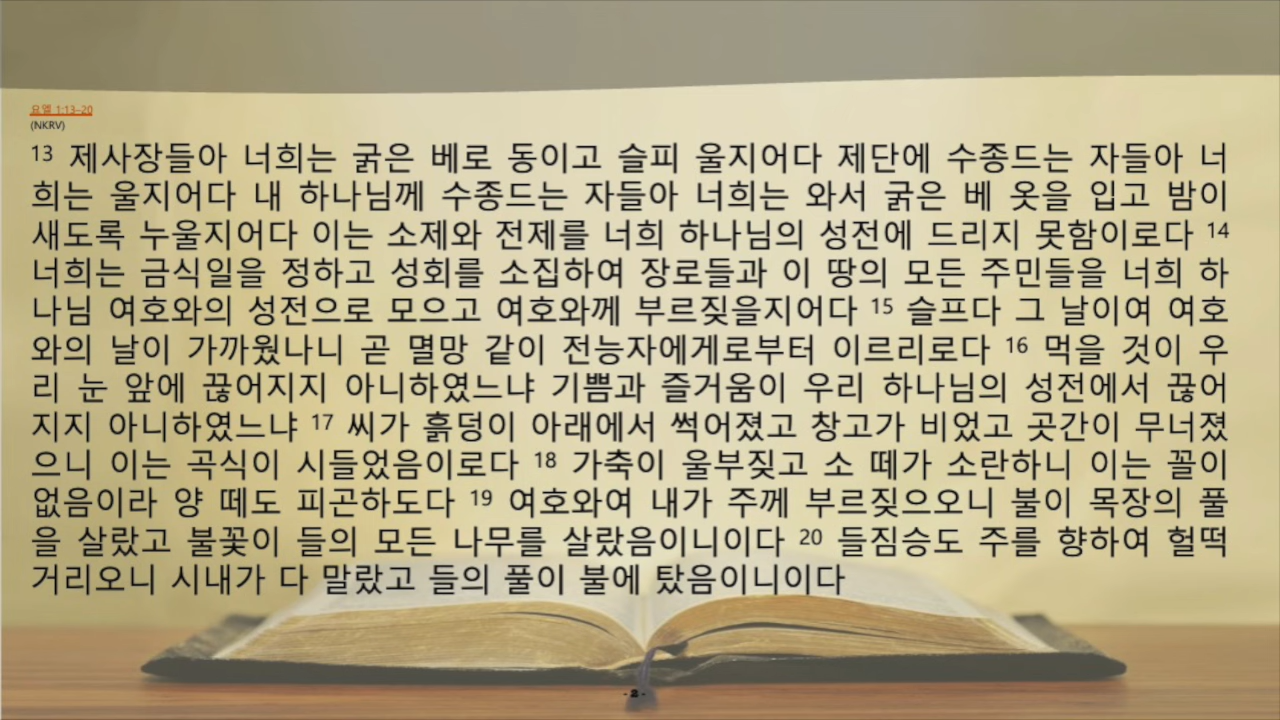 요엘 1:13–20
(NKRV)
13 제사장들아 너희는 굵은 베로 동이고 슬피 울지어다 제단에 수종드는 자들아 너
희는 울지어다 내 하나님께 수종드는 자들아 너희는 와서 굵은 베 옷을 입고 밤이
새도록 누울지어다 이는 소제와 전제를 너희 하나님의 성전에 드리지 못함이로다 14
너희는 금식일을 정하고 성회를 소집하여 장로들과 이 땅의 모든 주민들을 너희 하
나님 여호와의 성전으로 모으고 여호와께 부르짖을지어다 15 슬프다 그 날이여 여호
와의 날이 가까웠나니 곧 멸망 같이 전능자에게로부터 이르리로다 16 먹을 것이 우
리 눈 앞에 끊어지지 아니하였느냐 기쁨과 즐거움이 우리 하나님의 성전에서 끊어
지지 아니하였느냐 17 씨가 흙덩이 아래에서 썩어졌고 창고가 비었고 곳간이 무너졌
으니 이는 곡식이 시들었음이로다 18 가축이 울부짖고 소 떼가 소란하니 이는 꼴이
없음이라 양 떼도 피곤하도다 19 여호와여 내가 주께 부르짖으오니 불이 목장의 풀
을 살랐고 불꽃이 들의 모든 나무를 살랐음이니이다 20 들짐승도 주를 향하여 헐떡
거리오니 시내가 다 말랐고 들의 풀이 불에 탔음이니이다
- 2 -